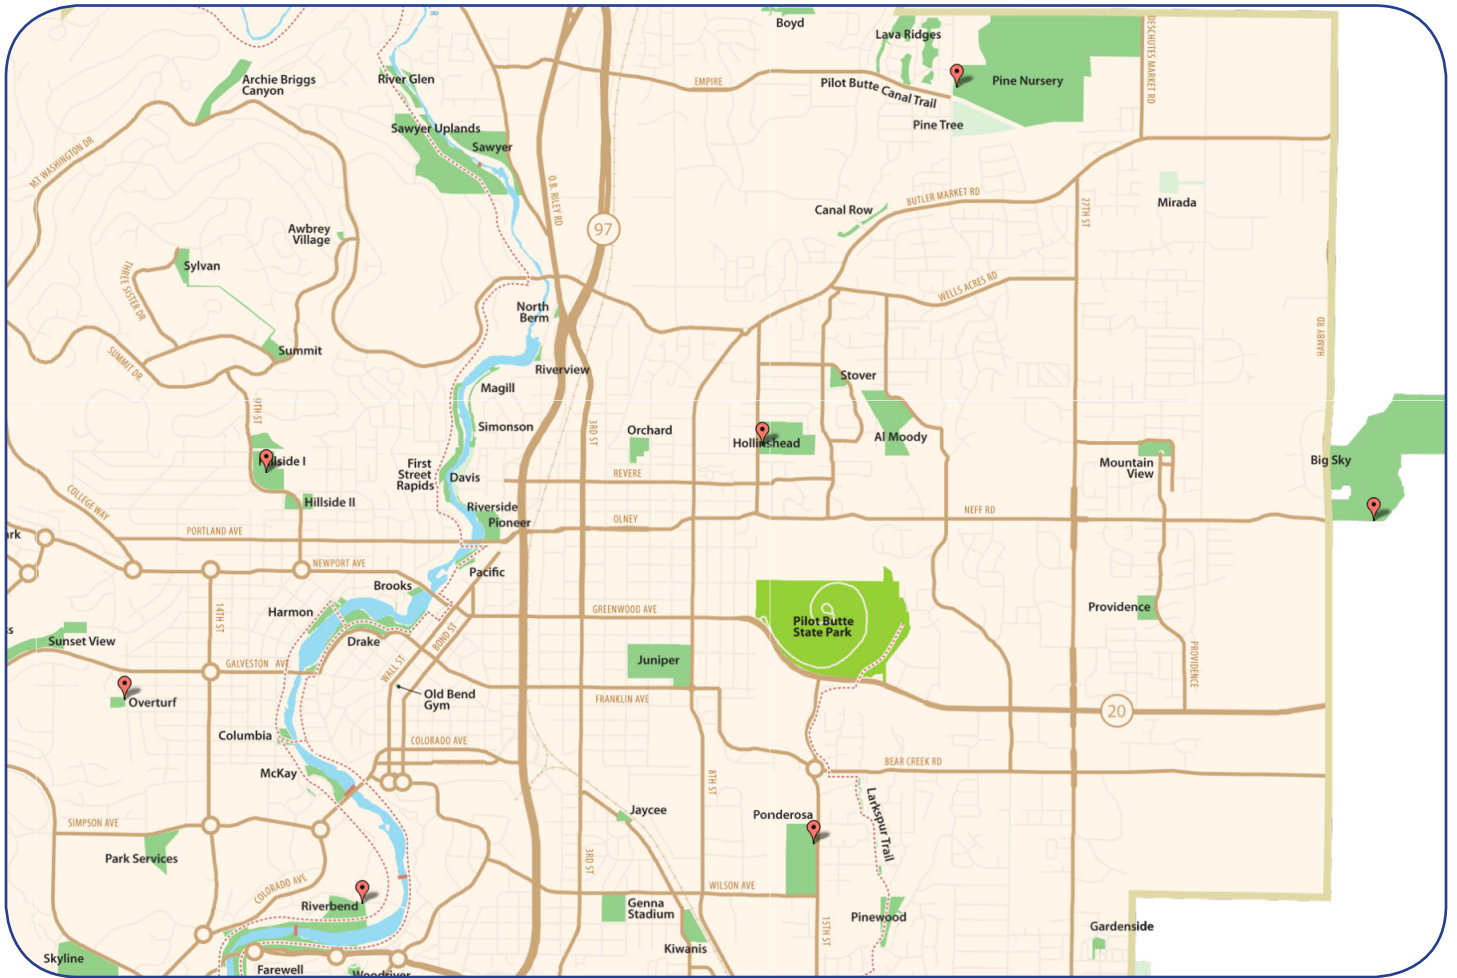 Boyd
Lava Ridges
DESCHUTES MARKET RD
Archie Briggs
Canyon
River Glen
EMPIRE
Pilot Butte Canal Trail
Pine Nursery
Pine Tree
Sawyer Uplands
Sawyer
MT WASHINGTON DR
O.B. RILEY RD
97
Canal Row
BUTLER MARKET RD
27TH ST
Mirada
Awbrey
Village
Sylvan
THREE SISTER DR
WELLS ACRES RD
North
Berm
HAMBY RD
SUMMIT DR
Summit
Riverview
Magill
Stover
9TH ST
Simonson
3RD ST
Orchard
Hollinshead
Al Moody
Mountain
View
Big Sky
Hillside I
First
Street
Rapids
Davis
REVERE
COLLEGE WAY
Hillside II
Riverside
Pioneer
OLNEY
NEFF RD
ark
PORTLAND AVE
NEWPORT AVE
Pacific
Brooks
Harmon
14TH ST
GREENWOOD AVE
Pilot Butte
State Park
Providence
s
Sunset View
Drake
BOND ST
WALL ST
GALVESTON AVE
Juniper
PROVIDENCE
Overturf
Old Bend
Gym
FRANKLIN AVE
20
Columbia
COLORADO AVE
McKay
BEAR CREEK RD
8TH ST
Larkspur Trail
Jaycee
Ponderosa
SIMPSON AVE
Park Services
3RD ST
COLORADO AVE
WILSON AVE
Riverbend
Genna
Stadium
15TH ST
Pinewood
Gardenside
Kiwanis
Skyline
Farewell
Woodriver